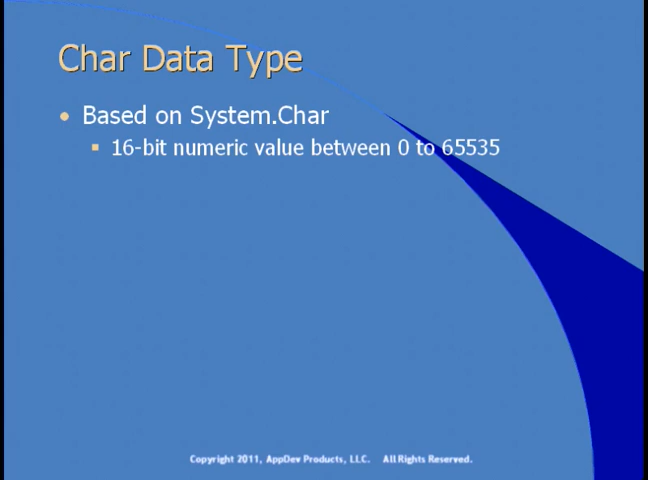 Char Data Type
Based on System.Char
16-bit numeric value between 0 to 65535
Copyright 2011, AppDev Products, LLC. All Rights Reserved.